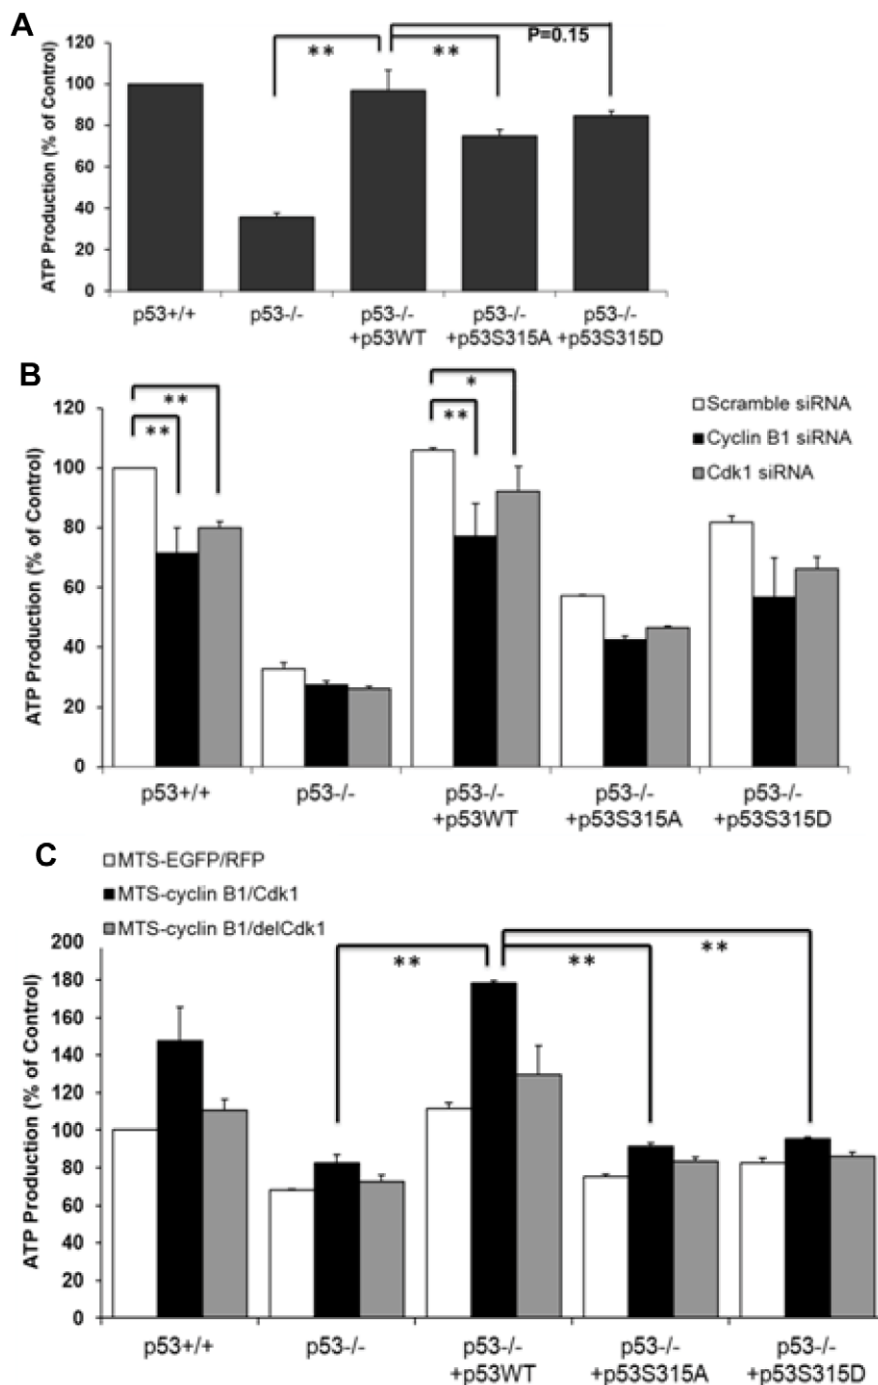 A
ATP Production (% of Control)
120
100
80
60
40
20
0
**
**
P=0.15
p53+/+ p53-/- p53-/- p53-/- p53-/-
+p53WT +p53S315A +p53S315D
B
ATP Production (% of Control)
120
100
80
60
40
20
0
**
**
*
**
Scramble siRNA
Cyclin B1 siRNA
Cdk1 siRNA
p53+/+ p53-/- p53-/- p53-/- p53-/-
+p53WT +p53S315A +p53S315D
C
MTS-EGFP/RFP
MTS-cyclin B1/Cdk1
MTS-cyclin B1/delCdk1
ATP Production (% of Control)
200
180
160
140
120
100
80
60
40
20
0
**
**
**
p53+/+ p53-/- p53-/- p53-/- p53-/-
+p53WT +p53S315A +p53S315D